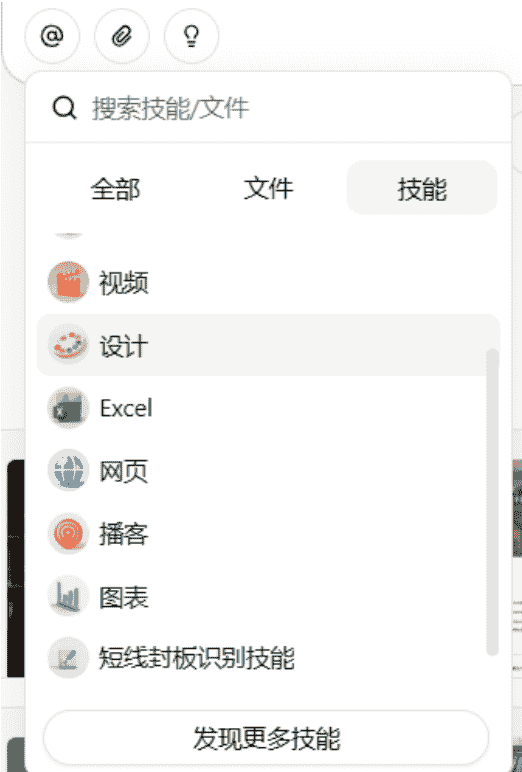 搜索技能/文件
全部 文件 技能
视频
设计
Excel
网页
播客
图表
短线封板识别技能
发现更多技能